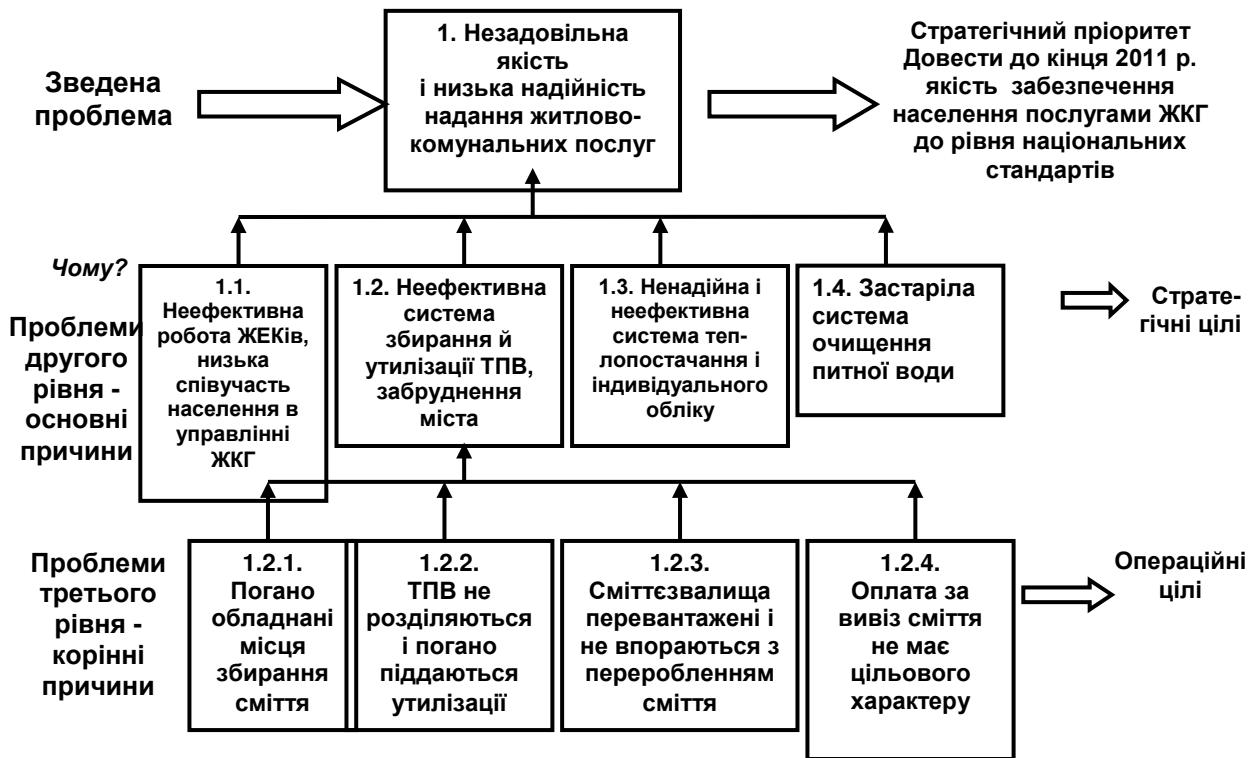 Зведена
проблема
1. Незадовільна
якість
і низька надійність
надання житлово-
комунальних послуг
Стратегічний пріоритет
Довести до кінця 2011 р.
якість забезпечення
населення послугами ЖКГ
до рівня національних
стандартів
Чому?
Проблеми
другого
рівня -
основні
причини
1.1.
Неефективна
робота ЖЕКів,
низька
співучасть
населення в
управлінні
ЖКГ
1.2. Неефективна
система
збирання й
утилізації ТПВ,
забруднення
міста
1.3. Ненадійна і
неефективна
система теп-
лопостачання і
індивідуального
обліку
1.4. Застаріла
система
очищення
питної води
Страте-
гічні цілі
Проблеми
третього
рівня -
корінні
причини
1.2.1.
Погано
обладнані
місця
збирання
сміття
1.2.2.
ТПВ не
розділяються
і погано
піддаються
утилізації
1.2.3.
Сміттєзвалища
перевантажені і
не впораються з
переробленням
сміття
1.2.4.
Оплата за
вивіз сміття
не має
цільового
характеру
Операційні
цілі